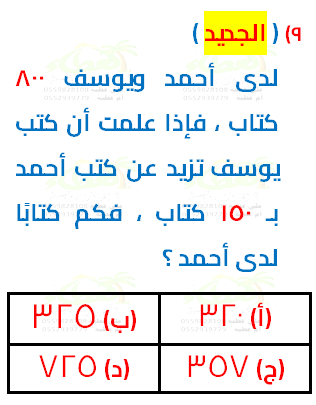 ٩) ( الجديد )
لدى أحمد ويوسف ٨٠٠
كتاب ، فإذا علمت أن كتب
يوسف تزيد عن كتب أحمد
بـ ١٥٠ كتاب ، فكم كتابًا
لدى أحمد ؟
(أ) ٣٢٠ (ب) ٣٢٥
(ج) ٣٥٧ (د) ٧٢٥